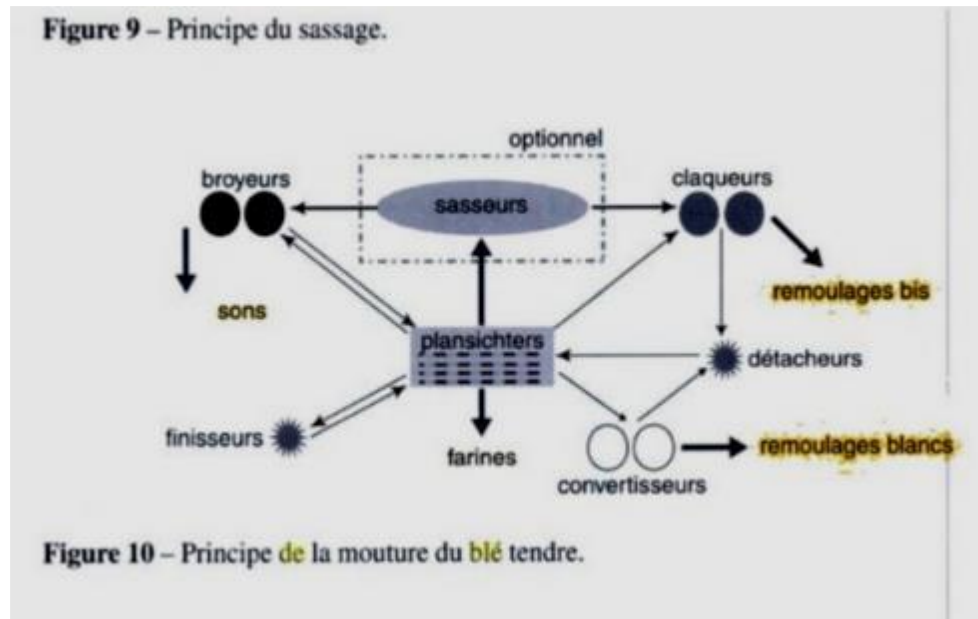 Figure 9 – Principe du sassage.
optionnel
broyeurs
sasseurs
claqueurs
remoulages bis
sons
plansichters
détacheurs
finisseurs
farines
remoulages blancs
convertisseurs
Figure 10 – Principe de la mouture du blé tendre.